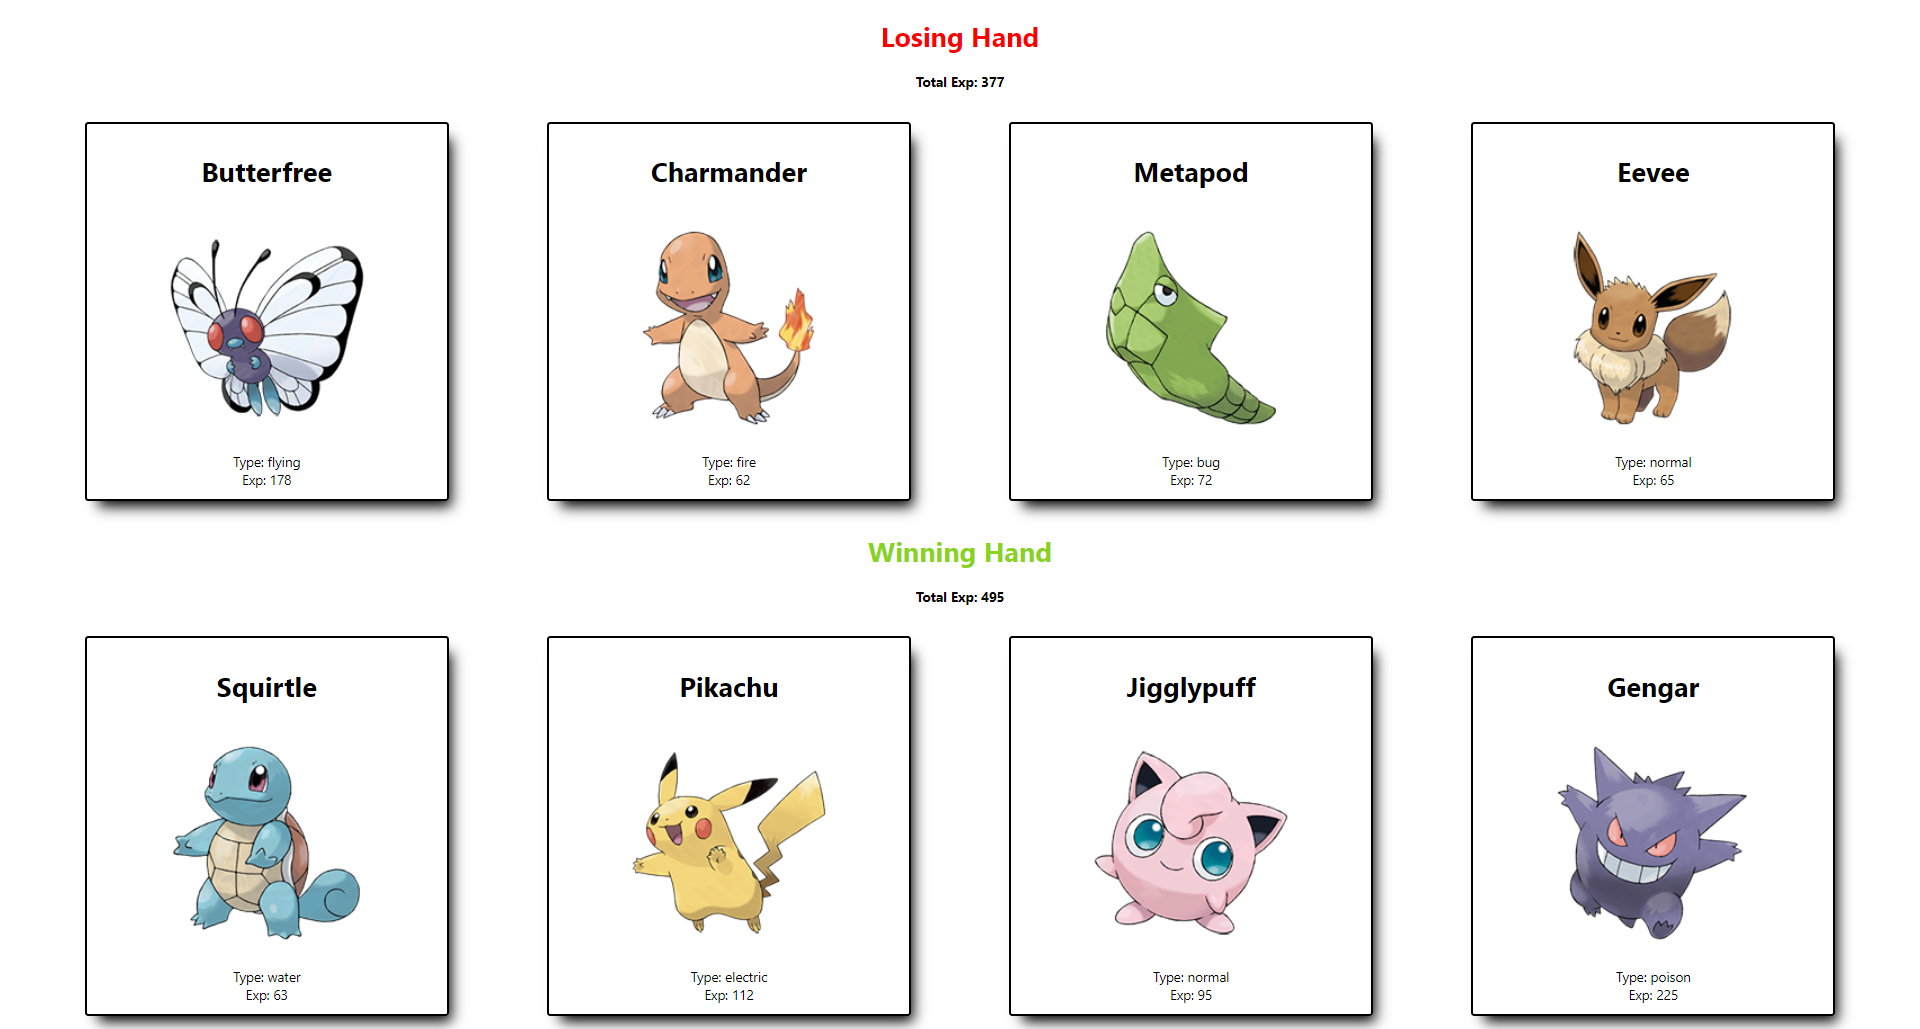 Losing Hand
Total Exp: 377
Butterfree
Type: flying
Exp: 178
Charmander
Type: fire
Exp: 62
Metapod
Type: bug
Exp: 72
Eevee
Type: normal
Exp: 65
Winning Hand
Total Exp: 495
Squirtle
Type: water
Exp: 63
Pikachu
Type: electric
Exp: 112
Jigglypuff
Type: normal
Exp: 95
Gengar
Type: poison
Exp: 225